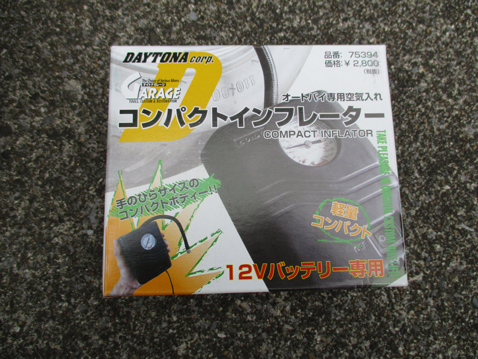 DAYTONA corp.
GARAGE
品番: 75394
価格: ¥ 2,800
(税別)
オートバイ専用空気入れ
コンパクトインフレーター
COMPACT INFLATOR
手のひらサイズの
コンパクトボディー!!
軽量
コンパクト
12Vバッテリー専用